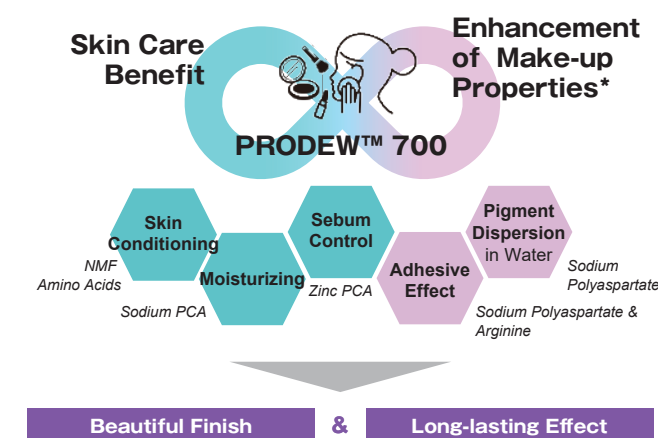 Skin Care
Benefit
Enhancement
of Make-up
Properties*
PRODEW™ 700
Skin
Conditioning
NMF
Amino Acids
Moisturizing
Sodium PCA
Sebum
Control
Zinc PCA
Adhesive
Effect
Sodium Polyaspartate &
Arginine
Pigment
Dispersion
in Water
Sodium
Polyaspartate
Beautiful Finish & Long-lasting Effect